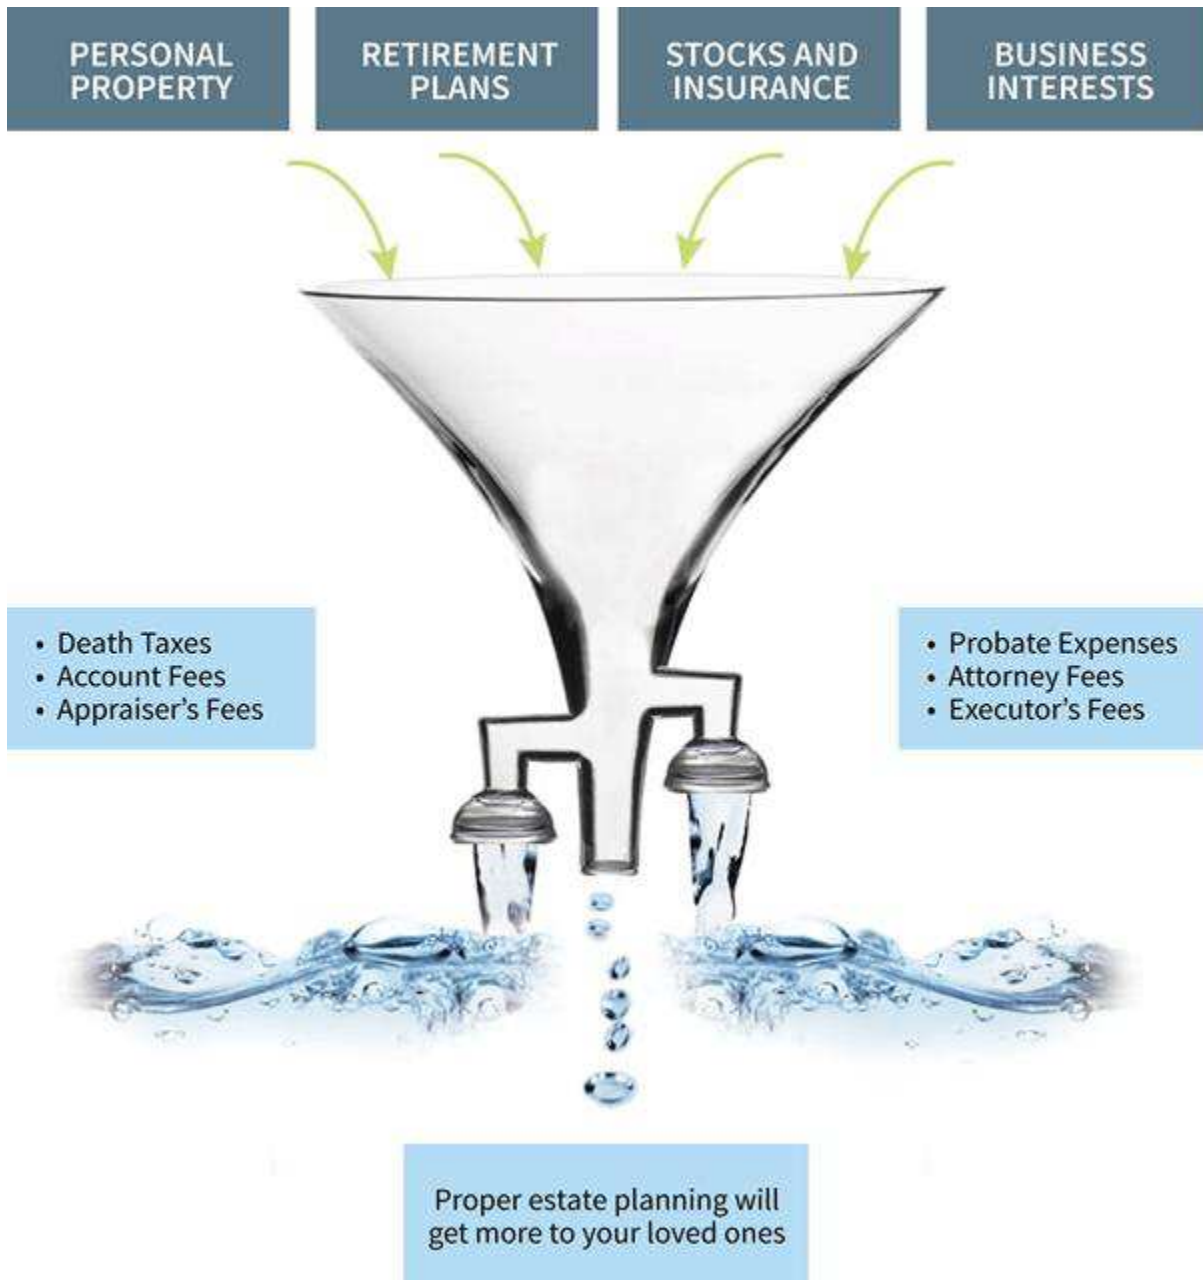 PERSONAL
PROPERTY
RETIREMENT
PLANS
STOCKS AND
INSURANCE
BUSINESS
INTERESTS
• Death Taxes
• Account Fees
• Appraiser’s Fees
• Probate Expenses
• Attorney Fees
• Executor’s Fees
Proper estate planning will
get more to your loved ones